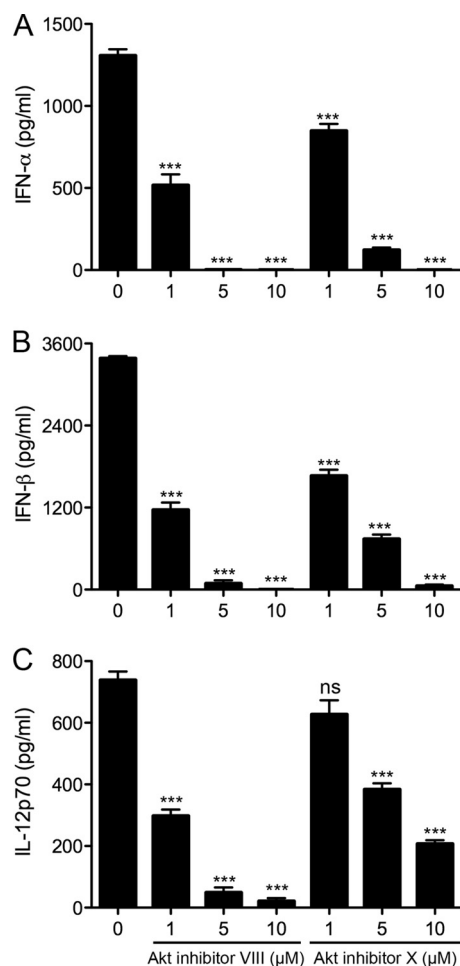 A
IFN-α (pg/ml)
1500
1000
500
0
***
***
***
***
***
***
0 1 5 10 1 5 10
B
IFN-β (pg/ml)
3600
2400
1200
0
***
***
***
***
***
***
0 1 5 10 1 5 10
C
IL-12p70 (pg/ml)
800
600
400
200
0
***
***
***
ns
***
***
0 1 5 10 1 5 10
Akt inhibitor VIII (μM) Akt inhibitor X (μM)